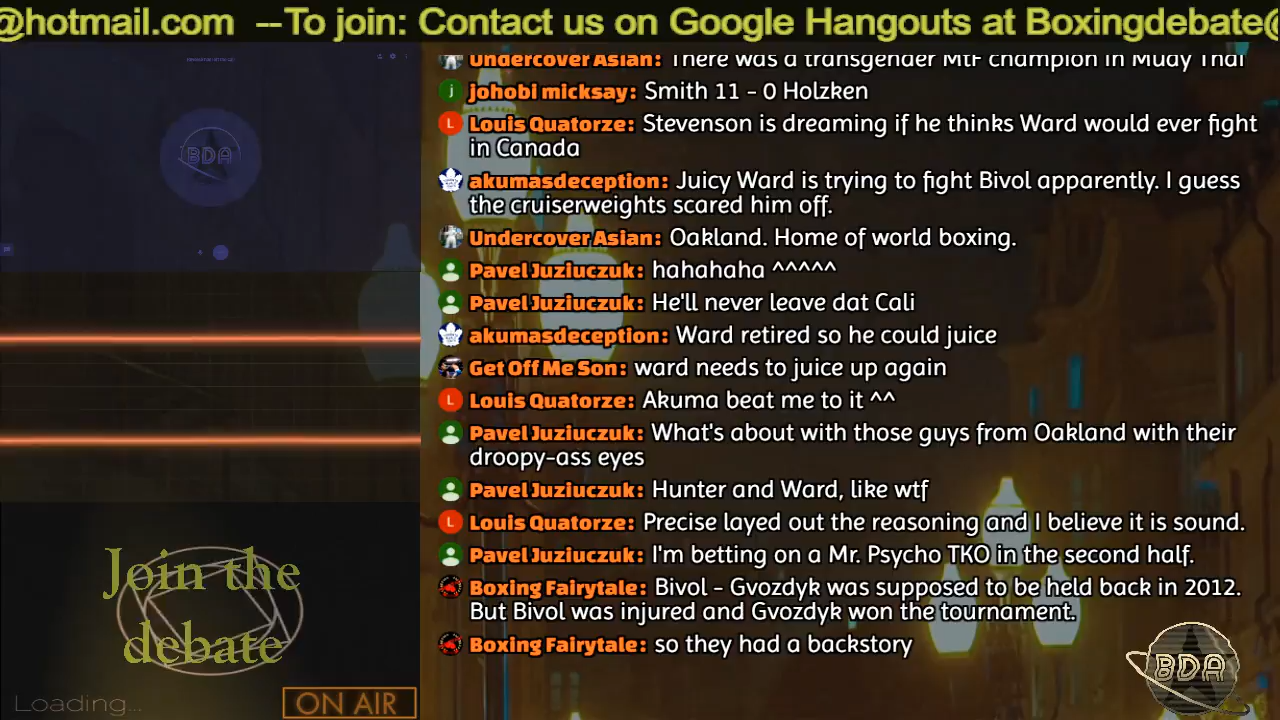 @hotmail.com --To join: Contact us on Google Hangouts at Boxingdebate@
Undercover Asian: There was a transgender MtF champion in Muay Thai
johobi micksay: Smith 11 - 0 Holzken
Louis Quatorze: Stevenson is dreaming if he thinks Ward would ever fight
in Canada
akumasdeception: Juicy Ward is trying to fight Bivol apparently. I guess
the cruiserweights scared him off.
Undercover Asian: Oakland. Home of world boxing.
Pavel Juziuczuk: hahahaha ^^^^^
Pavel Juziuczuk: He'll never leave dat Cali
akumasdeception: Ward retired so he could juice
Get Off Me Son: ward needs to juice up again
Louis Quatorze: Akuma beat me to it ^^
Pavel Juziuczuk: What's about with those guys from Oakland with their
droopy-ass eyes
Pavel Juziuczuk: Hunter and Ward, like wtf
Louis Quatorze: Precise layed out the reasoning and I believe it is sound.
Pavel Juziuczuk: I'm betting on a Mr. Psycho TKO in the second half.
Boxing Fairytale: Bivol - Gvozdyk was supposed to be held back in 2012.
But Bivol was injured and Gvozdyk won the tournament.
Boxing Fairytale: so they had a backstory
BDA
Join the
debate
Loading...
ON AIR
BDA